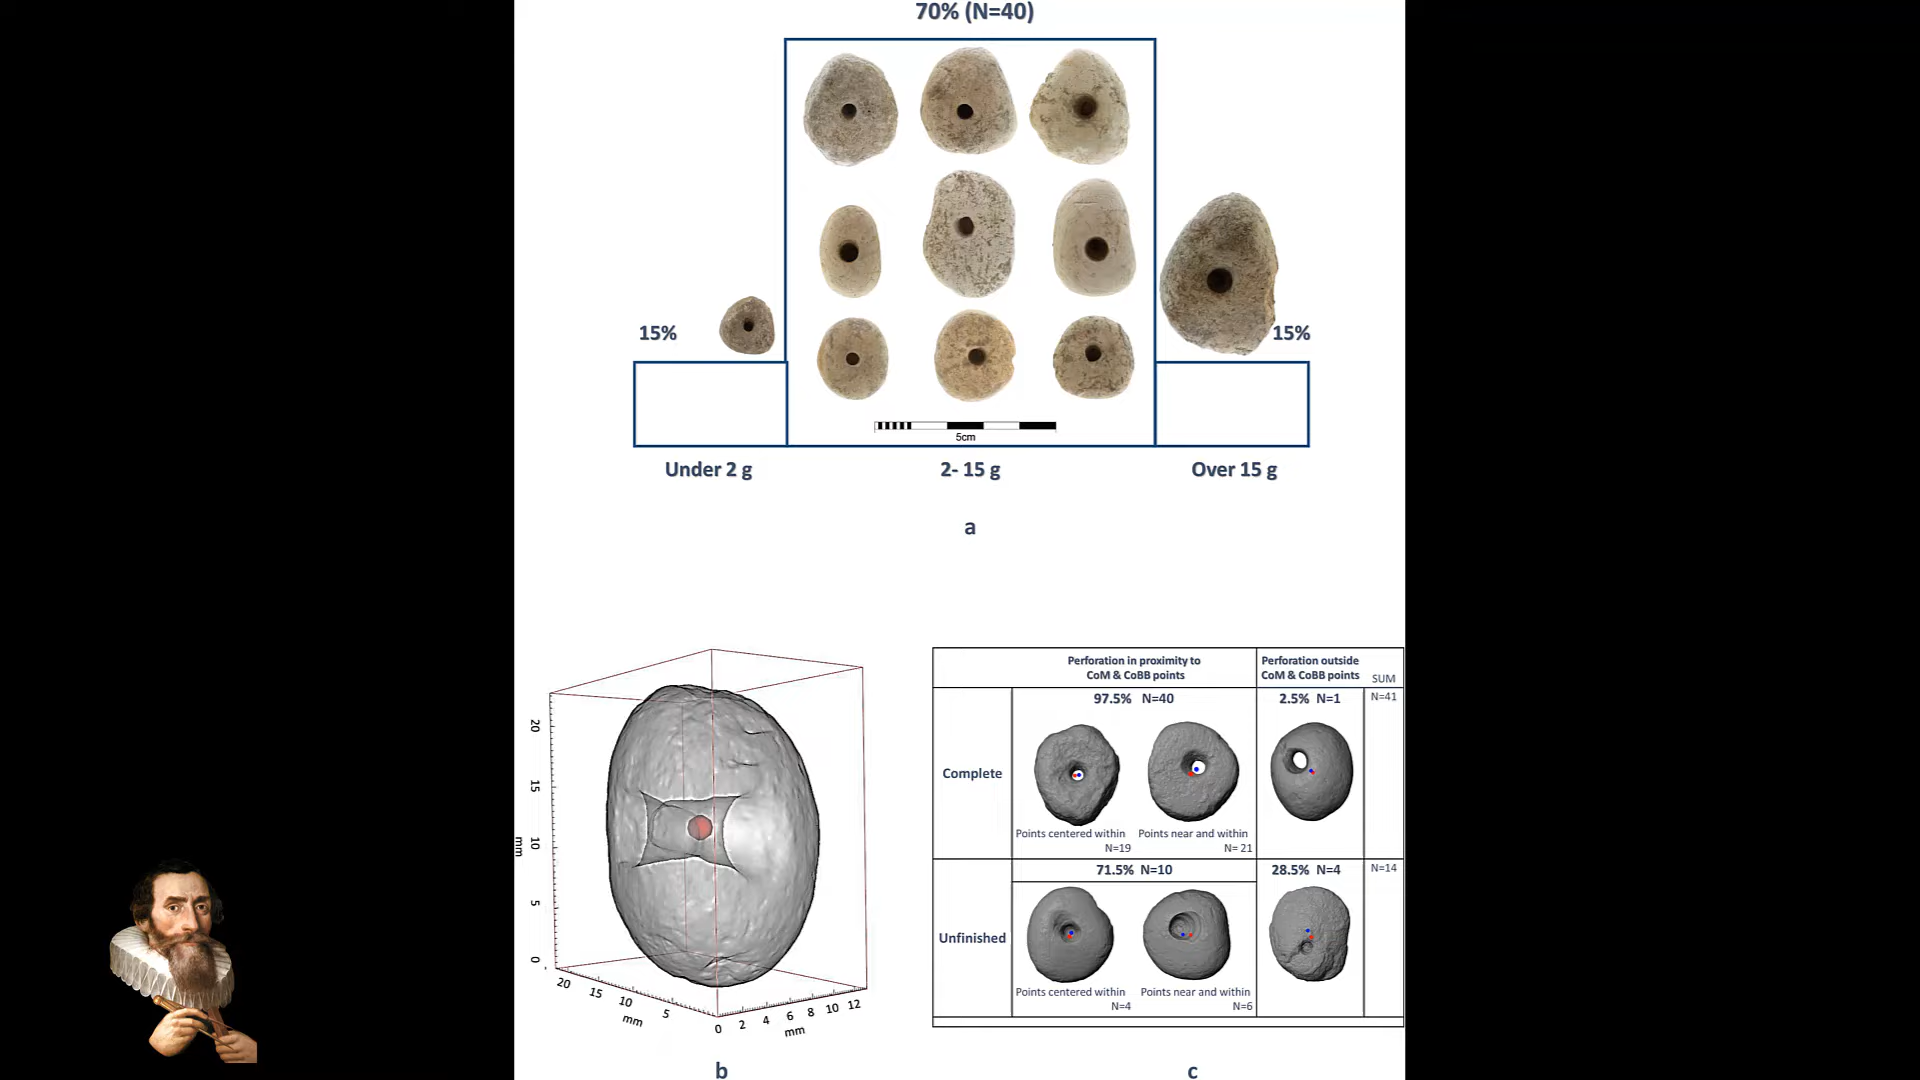 70% (N=40)
15%
15%
5cm
Under 2 g
2- 15 g
Over 15 g
a
20
15
10
5
0
mm
20
15
10
5
mm
0
2
4
6
8
10
12
mm
b
Perforation in proximity to
CoM & CoBB points
Perforation outside
CoM & CoBB points
SUM
97.5% N=40
2.5% N=1
N=41
Complete
Points centered within
N=19
Points near and within
N= 21
71.5% N=10
28.5% N=4
N=14
Unfinished
Points centered within
N=4
Points near and within
N=6
c